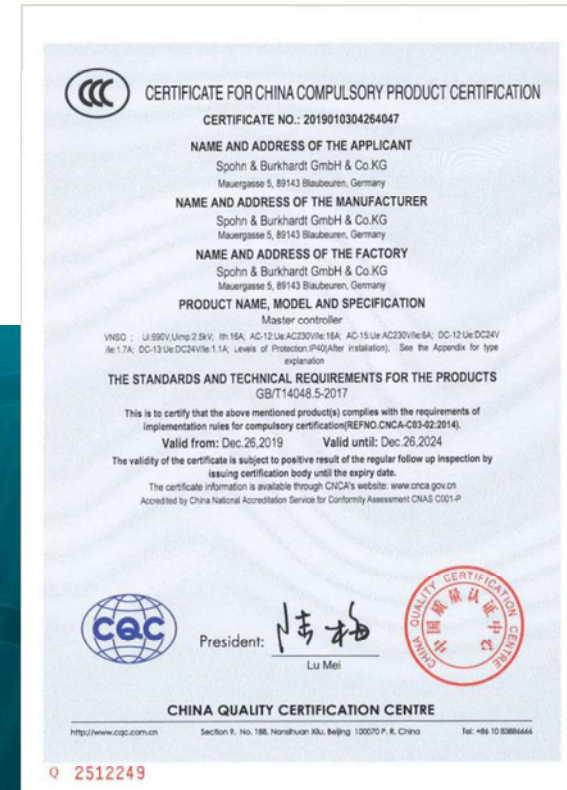 CCC
CERTIFICATE FOR CHINA COMPULSORY PRODUCT CERTIFICATION
CERTIFICATE NO.: 2019010304264047
NAME AND ADDRESS OF THE APPLICANT
Spohn & Burkhardt GmbH & Co.KG
Mauergasse 5, 89143 Blaubeuren, Germany
NAME AND ADDRESS OF THE MANUFACTURER
Spohn & Burkhardt GmbH & Co.KG
Mauergasse 5, 89143 Blaubeuren, Germany
NAME AND ADDRESS OF THE FACTORY
Spohn & Burkhardt GmbH & Co.KG
Mauergasse 5, 89143 Blaubeuren, Germany
PRODUCT NAME, MODEL AND SPECIFICATION
Master controller
VNSO : Ui:690V,Uimp:2.5kV; Ith:16A; AC-12:Ue:AC230V/Ie:16A; AC-15:Ue AC230V/Ie:6A; DC-12:Ue:DC24V
/Ie:1.7A; DC-13:Ue:DC24V/Ie:1.1A; Levels of Protection:IP40(After installation); See the Appendix for type
explanation
THE STANDARDS AND TECHNICAL REQUIREMENTS FOR THE PRODUCTS
GB/T14048.5-2017
This is to certify that the above mentioned product(s) complies with the requirements of
implementation rules for compulsory certification(REFNO.CNCA-C03-02:2014).
Valid from: Dec.26,2019 Valid until: Dec.26,2024
The validity of the certificate is subject to positive result of the regular follow up inspection by
issuing certification body until the expiry date.
The certificate information is available through CNCA's website: www.cnca.gov.cn
Accredited by China National Accreditation Service for Conformity Assessment CNAS C001-P
CQC
President: 陆梅
Lu Mei
CHINA QUALITY CERTIFICATION CENTRE
中国质量认证中心
CHINA QUALITY CERTIFICATION CENTRE
http://www.cqc.com.cn Section 9, No. 188, Nansihuan Xilu, Beijing 100070 P. R. China Tel: +86 10 83886666
Q 2512249